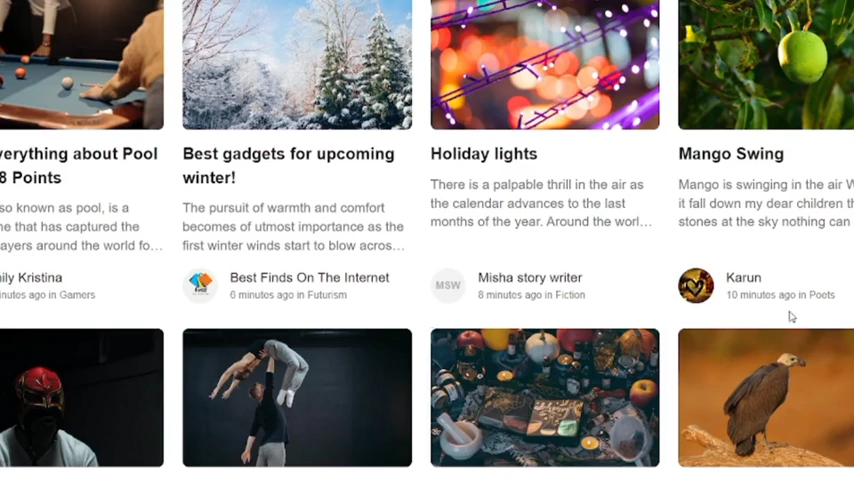 verything about Pool
8 Points
so known as pool, is a
ne that has captured the
ayers around the world fo...
ily Kristina
inutes ago in Gamers
Best gadgets for upcoming
winter!
The pursuit of warmth and comfort
becomes of utmost importance as the
first winter winds start to blow acros...
Best Finds On The Internet
6 minutes ago in Futurism
Holiday lights
There is a palpable thrill in the air as
the calendar advances to the last
months of the year. Around the worl...
MSW
Misha story writer
8 minutes ago in Fiction
Mango Swing
Mango is swinging in the air W
it fall down my dear children th
stones at the sky nothing can
Karun
10 minutes ago in Poets